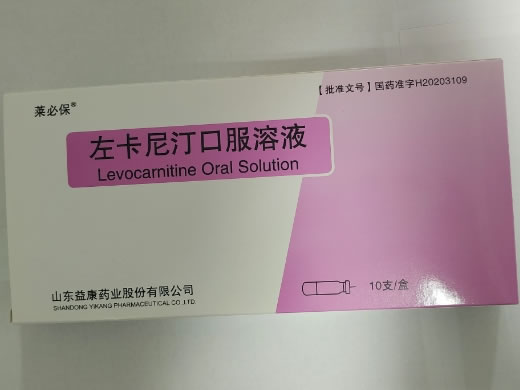 【批准文号】国药准字H20203109
莱必保®
左卡尼汀口服溶液
Levocarnitine Oral Solution
山东益康药业股份有限公司
SHANDONG YIKANG PHARMACEUTICAL CO.,LTD.
10支/盒